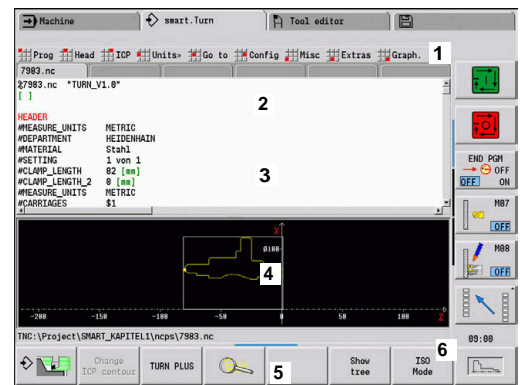 Machine smart.Turn Tool editor
Prog Head ICP Units» Go to Config Misc Extras Graph. 1
7983.nc
27983.nc "TURN_V1.0"
[ ]
2
HEADER
#MEASURE_UNITS METRIC
#DEPARTMENT HEIDENHAIN
#MATERIAL Stahl
#SETTING 1 von 1
#CLAMP_LENGTH 82 [mm]
3
#CLAMP_LENGTH_2 0 [mm]
#MEASURE_UNITS METRIC
#CARRIAGES $1
END PGM
OFF
OFF ON
M07
OFF
M08
OFF
X
Ø100
4
-200 -150 -100 0 50 100 Z
TNC:\Project\SMART_KAPITEL1\ncps\7983.nc
09:00
6
Change
ICP contour
TURN PLUS
5
Show
tree
ISO
Mode